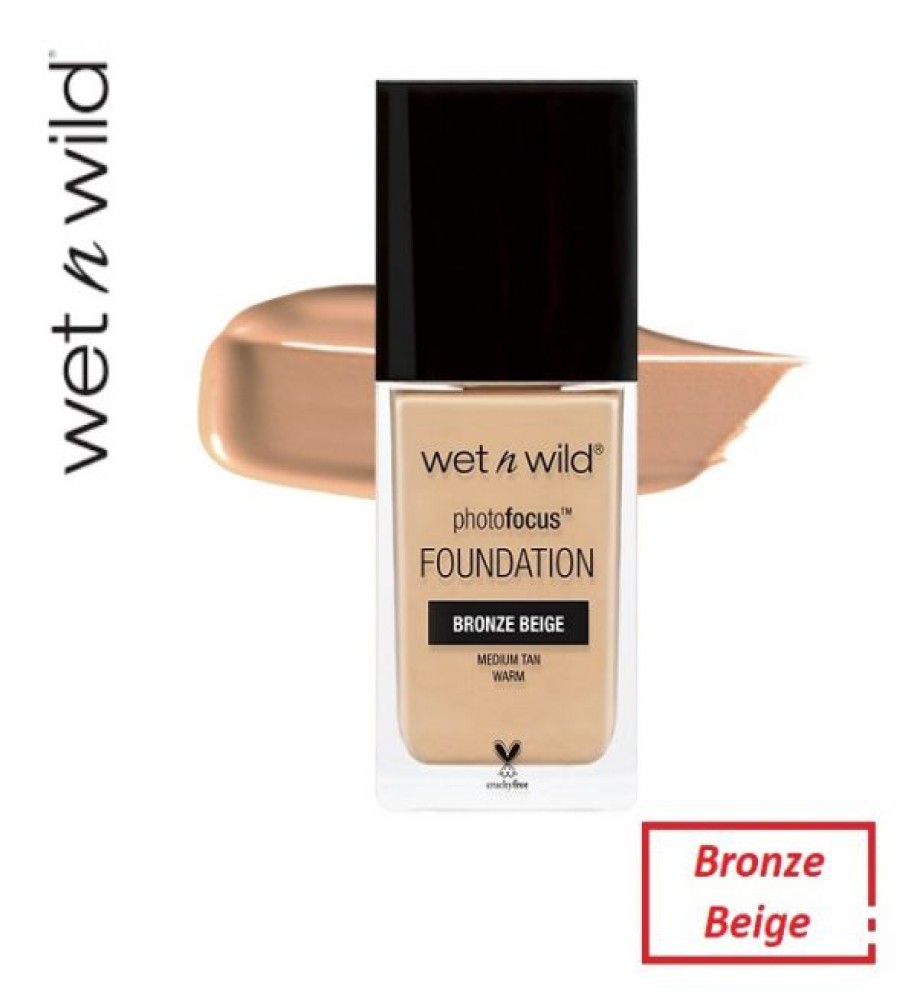 wet n wild®
wet n wild®
photofocus™
FOUNDATION
BRONZE BEIGE
MEDIUM TAN
WARM
crueltyfree
Bronze
Beige